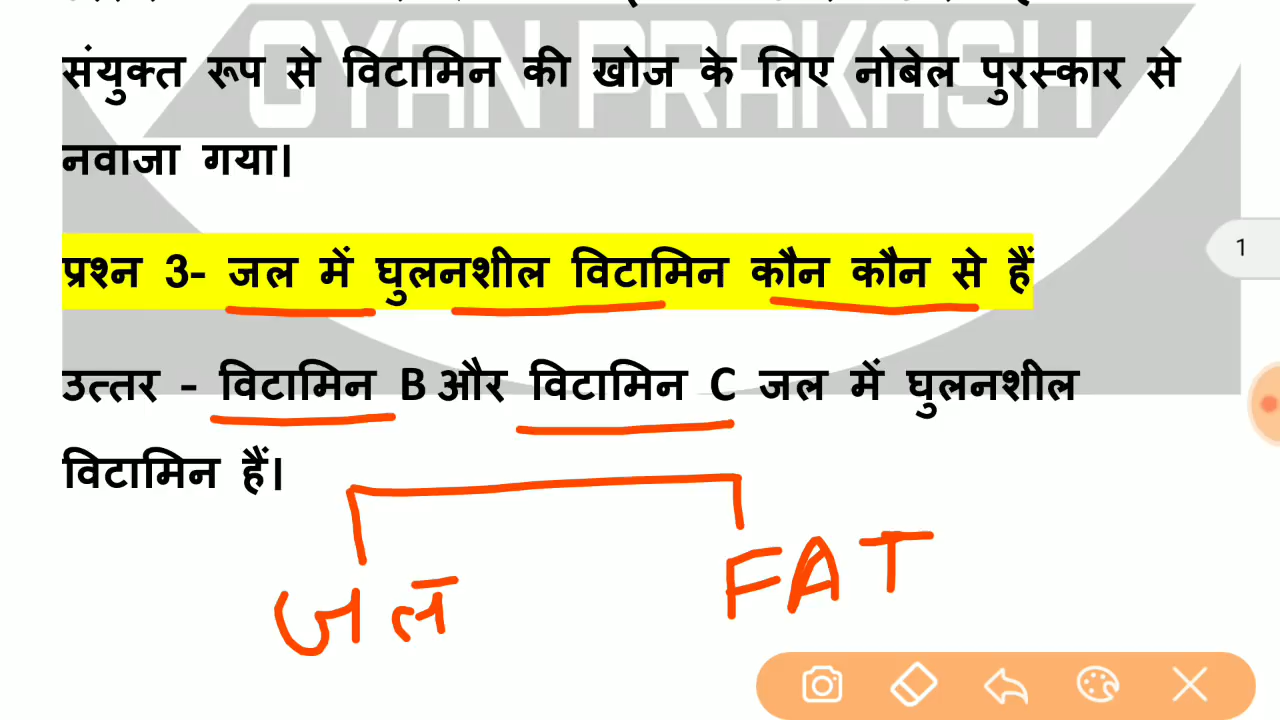 GYAN PRAKASH
संयुक्त रूप से विटामिन की खोज के लिए नोबेल पुरस्कार से
नवाजा गया।
प्रश्न 3- जल में घुलनशील विटामिन कौन कौन से हैं
1
उत्तर - विटामिन B और विटामिन C जल में घुलनशील
विटामिन हैं।
जल FAT